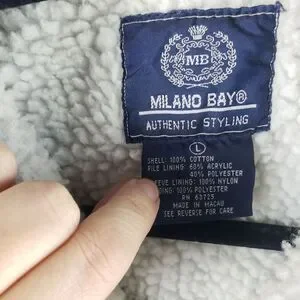 MB
MILANO BAY®
AUTHENTIC STYLING
L
SHELL: 100% COTTON
PILE LINING: 60% ACRYLIC
40% POLYESTER
LINING: 100% NYLON
100% POLYESTER
RN 63725
MADE IN MACAU
SEE REVERSE FOR CARE